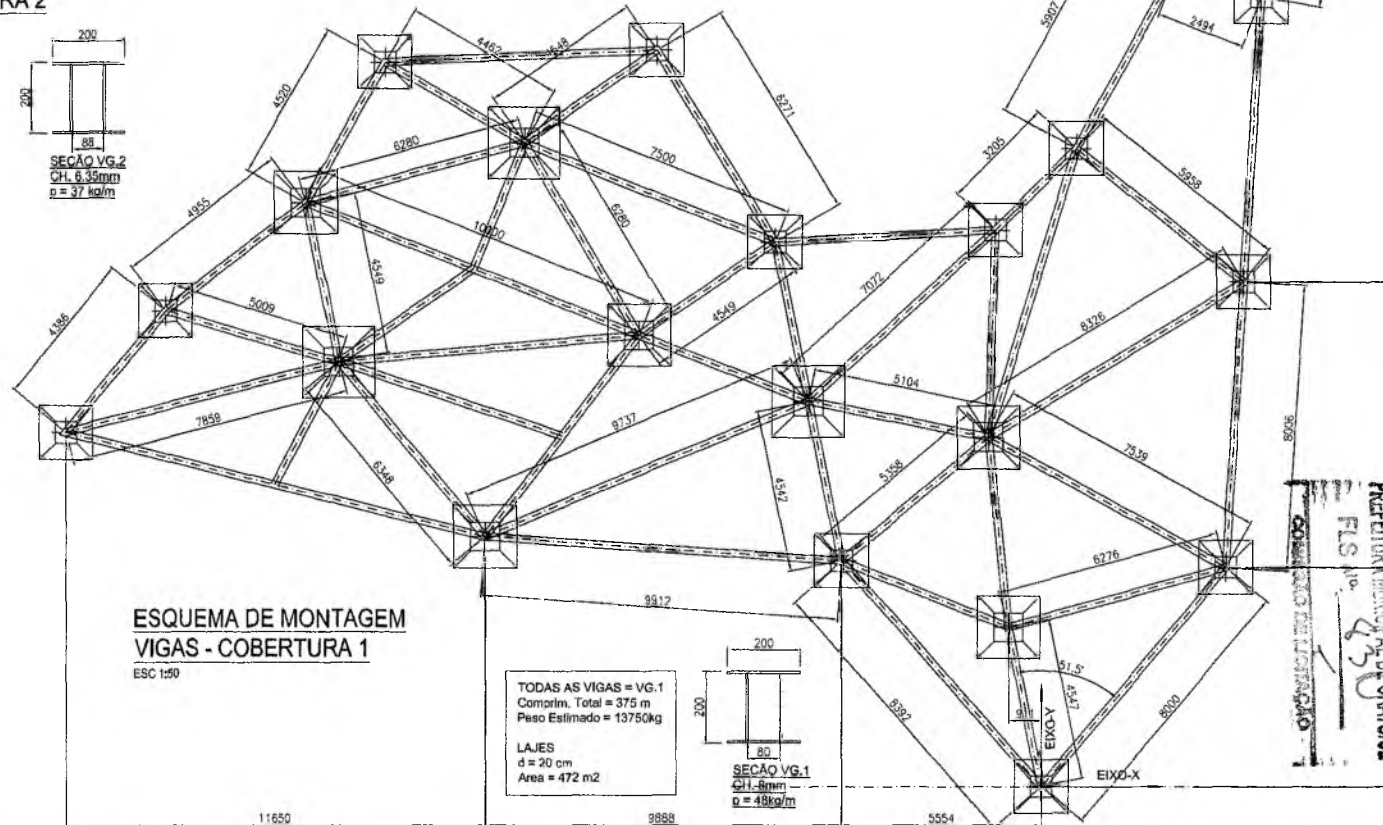 RA 2
200
200
88
SEÇÃO VG.2
CH. 6.35mm
p = 37 kg/m
4462
4520
6271
6280
7500
4955
10000
6280
4549
5009
4386
4549
7859
6348
9737
7072
5907
2494
3205
5958
8326
5104
8006
7539
5358
4542
6276
9912
51.5°
4547
8392
8000
EIXO-Y
EIXO-X
ESQUEMA DE MONTAGEM
VIGAS - COBERTURA 1
ESC 1:50
TODAS AS VIGAS = VG.1
Comprim. Total = 375 m
Peso Estimado = 13750kg
LAJES
d = 20 cm
Area = 472 m2
200
200
80
SEÇÃO VG.1
CH. 8mm
p = 48kg/m
FLS nº. 430
11650
9888
5554